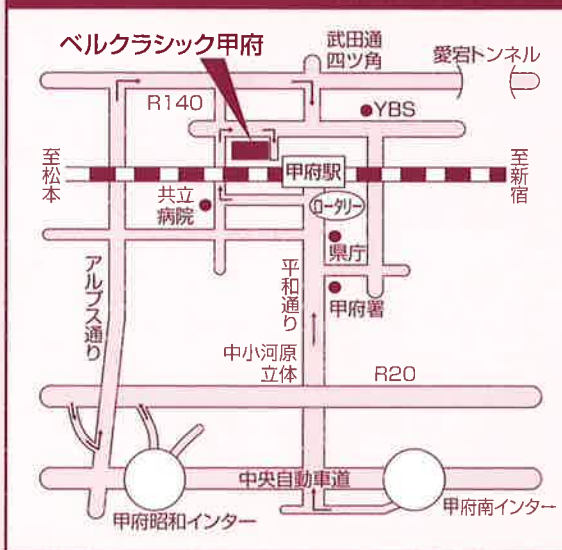 ベルクラシック甲府
武田通
四ツ角
愛宕トンネル
R140
YBS
至松本
甲府駅
至新宿
共立
病院
ロータリー
県庁
アルプス通り
平和通り
甲府署
中小河原
立体
R20
中央自動車道
甲府昭和インター
甲府南インター